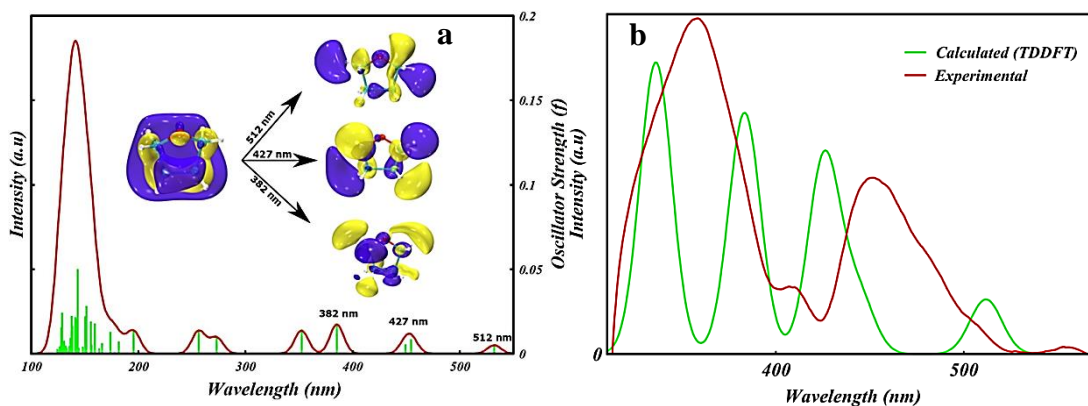 a
Intensity (a.u)
0.2
0.15
0.1
0.05
0
Oscillator Strength (f)
512 nm
427 nm
382 nm
382 nm
427 nm
512 nm
100
200
300
400
500
Wavelength (nm)
b
Calculated (TDDFT)
Experimental
Intensity (a.u)
0
400
500
Wavelength (nm)